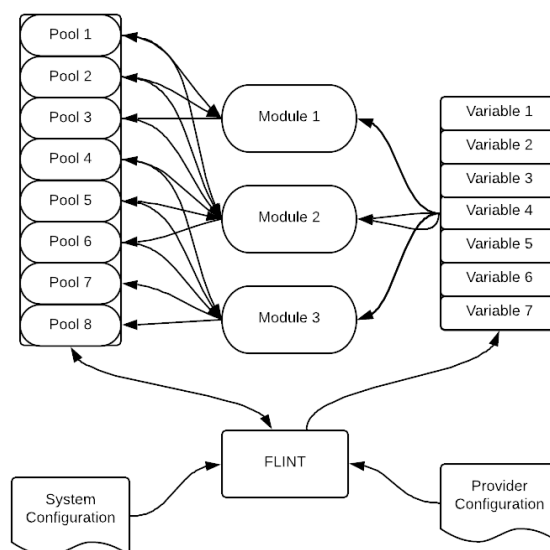 Pool 1
Pool 2
Pool 3
Pool 4
Pool 5
Pool 6
Pool 7
Pool 8
Module 1
Module 2
Module 3
Variable 1
Variable 2
Variable 3
Variable 4
Variable 5
Variable 6
Variable 7
FLINT
System
Configuration
Provider
Configuration